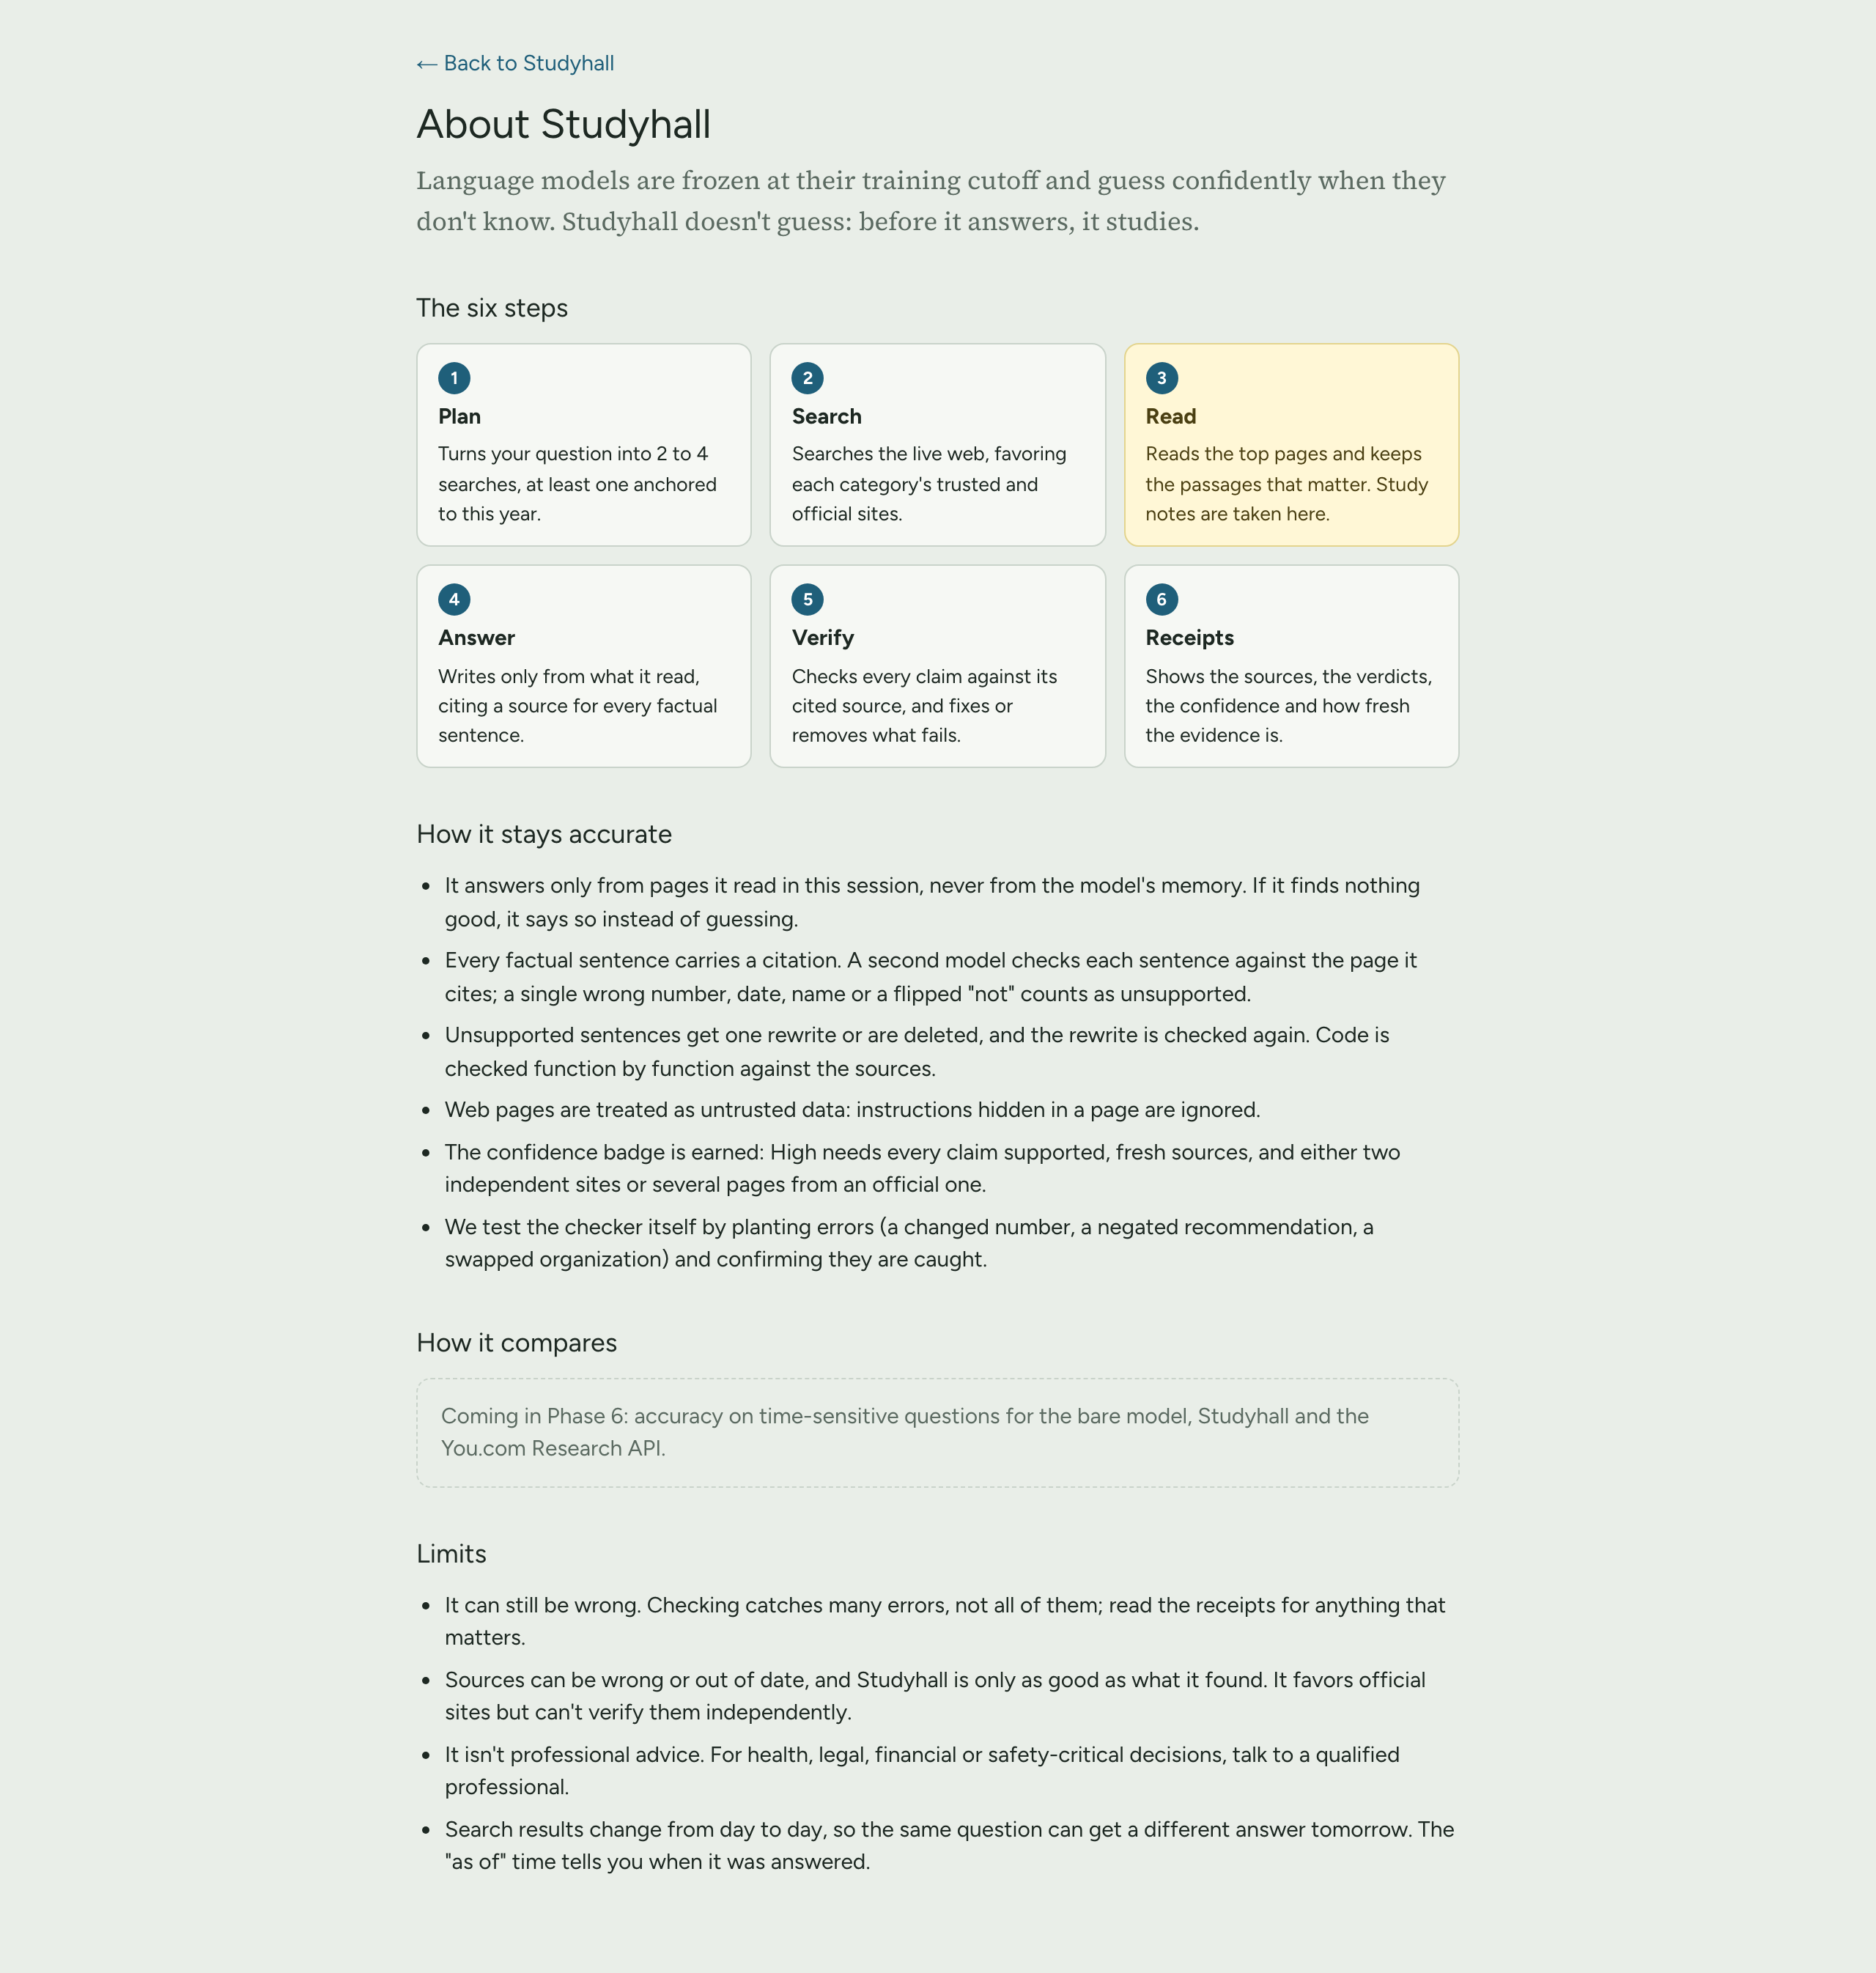 ← Back to Studyhall
About Studyhall
Language models are frozen at their training cutoff and guess confidently when they
don't know. Studyhall doesn't guess: before it answers, it studies.
The six steps
1
Plan
Turns your question into 2 to 4
searches, at least one anchored
to this year.
2
Search
Searches the live web, favoring
each category's trusted and
official sites.
3
Read
Reads the top pages and keeps
the passages that matter. Study
notes are taken here.
4
Answer
Writes only from what it read,
citing a source for every factual
sentence.
5
Verify
Checks every claim against its
cited source, and fixes or
removes what fails.
6
Receipts
Shows the sources, the verdicts,
the confidence and how fresh
the evidence is.
How it stays accurate
• It answers only from pages it read in this session, never from the model's memory. If it finds nothing
good, it says so instead of guessing.
• Every factual sentence carries a citation. A second model checks each sentence against the page it
cites; a single wrong number, date, name or a flipped "not" counts as unsupported.
• Unsupported sentences get one rewrite or are deleted, and the rewrite is checked again. Code is
checked function by function against the sources.
• Web pages are treated as untrusted data: instructions hidden in a page are ignored.
• The confidence badge is earned: High needs every claim supported, fresh sources, and either two
independent sites or several pages from an official one.
• We test the checker itself by planting errors (a changed number, a negated recommendation, a
swapped organization) and confirming they are caught.
How it compares
Coming in Phase 6: accuracy on time-sensitive questions for the bare model, Studyhall and the
You.com Research API.
Limits
• It can still be wrong. Checking catches many errors, not all of them; read the receipts for anything that
matters.
• Sources can be wrong or out of date, and Studyhall is only as good as what it found. It favors official
sites but can't verify them independently.
• It isn't professional advice. For health, legal, financial or safety-critical decisions, talk to a qualified
professional.
• Search results change from day to day, so the same question can get a different answer tomorrow. The
"as of" time tells you when it was answered.